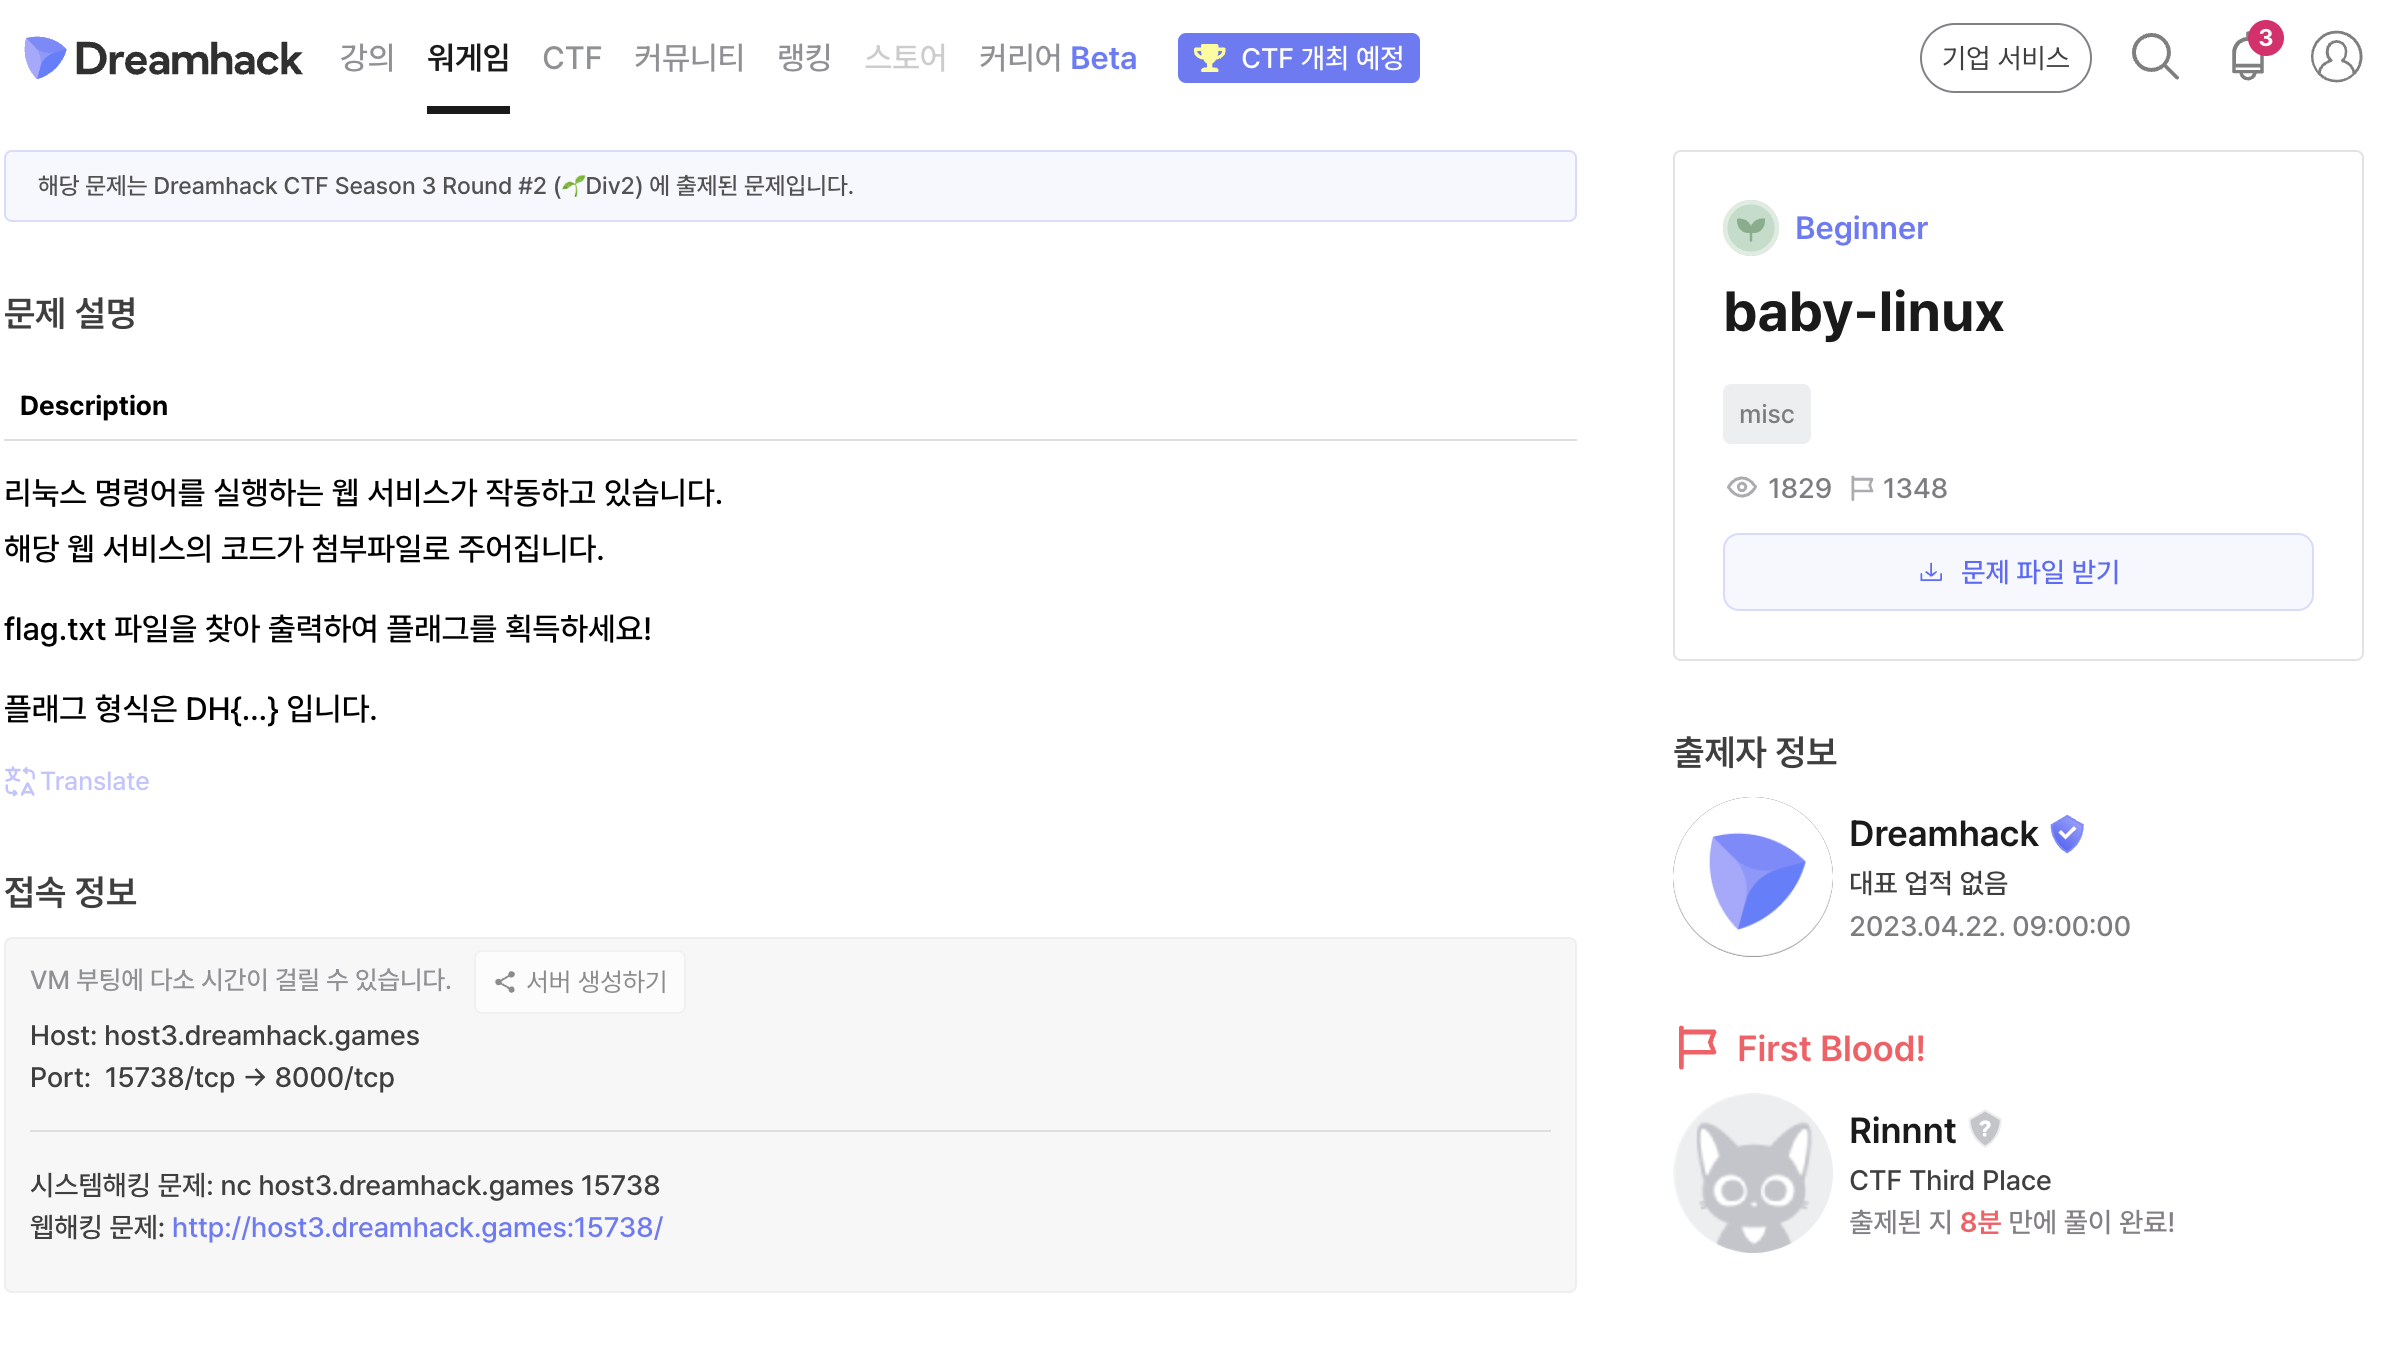 Dreamhack 강의 워게임 CTF 커뮤니티 랭킹 스토어 커리어 Beta CTF 개최 예정 기업 서비스 3
해당 문제는 Dreamhack CTF Season 3 Round #2 (🌱Div2) 에 출제된 문제입니다.
문제 설명
Description
리눅스 명령어를 실행하는 웹 서비스가 작동하고 있습니다.
해당 웹 서비스의 코드가 첨부파일로 주어집니다.
flag.txt 파일을 찾아 출력하여 플래그를 획득하세요!
플래그 형식은 DH{...} 입니다.
Translate
접속 정보
VM 부팅에 다소 시간이 걸릴 수 있습니다. 서버 생성하기
Host: host3.dreamhack.games
Port: 15738/tcp → 8000/tcp
시스템해킹 문제: nc host3.dreamhack.games 15738
웹해킹 문제: http://host3.dreamhack.games:15738/
Beginner
baby-linux
misc
1829 1348
문제 파일 받기
출제자 정보
Dreamhack
대표 업적 없음
2023.04.22. 09:00:00
First Blood!
Rinnnt ?
CTF Third Place
출제된 지 8분 만에 풀이 완료!